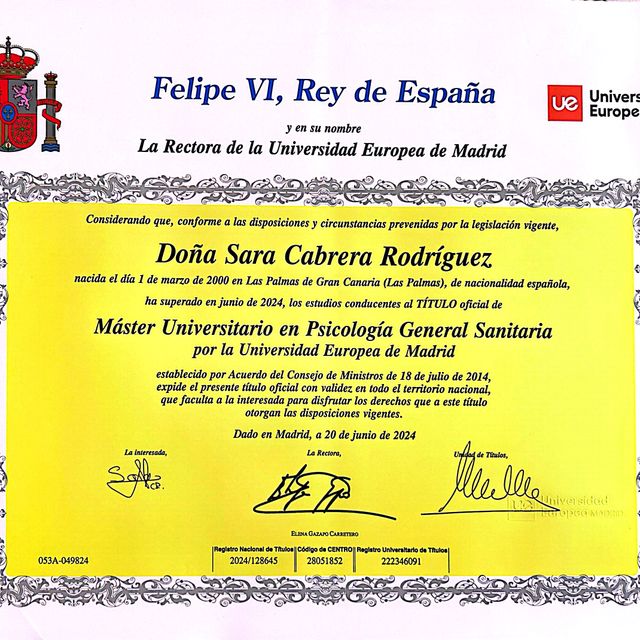 Felipe VI, Rey de España
ue Univers
Europe
y en su nombre
La Rectora de la Universidad Europea de Madrid
Considerando que, conforme a las disposiciones y circunstancias prevenidas por la legislación vigente,
Doña Sara Cabrera Rodríguez
nacida el día 1 de marzo de 2000 en Las Palmas de Gran Canaria (Las Palmas), de nacionalidad española,
ha superado en junio de 2024, los estudios conducentes al TÍTULO oficial de
Máster Universitario en Psicología General Sanitaria
por la Universidad Europea de Madrid
establecido por Acuerdo del Consejo de Ministros de 18 de julio de 2014,
expide el presente título oficial con validez en todo el territorio nacional,
que faculta a la interesada para disfrutar los derechos que a este título
otorgan las disposiciones vigentes.
Dado en Madrid, a 20 de junio de 2024
La interesada, La Rectora, Unidad de Títulos,
Universidad
Europea MADRID
ELENA GAZAPO CARRETERO
Registro Nacional de Títulos Código de CENTRO Registro Universitario de Títulos
053A-049824 2024/128645 28051852 222346091